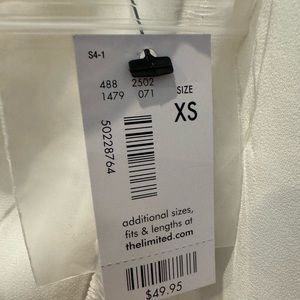 S4-1
488 2502
1479 071
SIZE
XS
50228764
additional sizes,
fits & lengths at
thelimited.com
$49.95